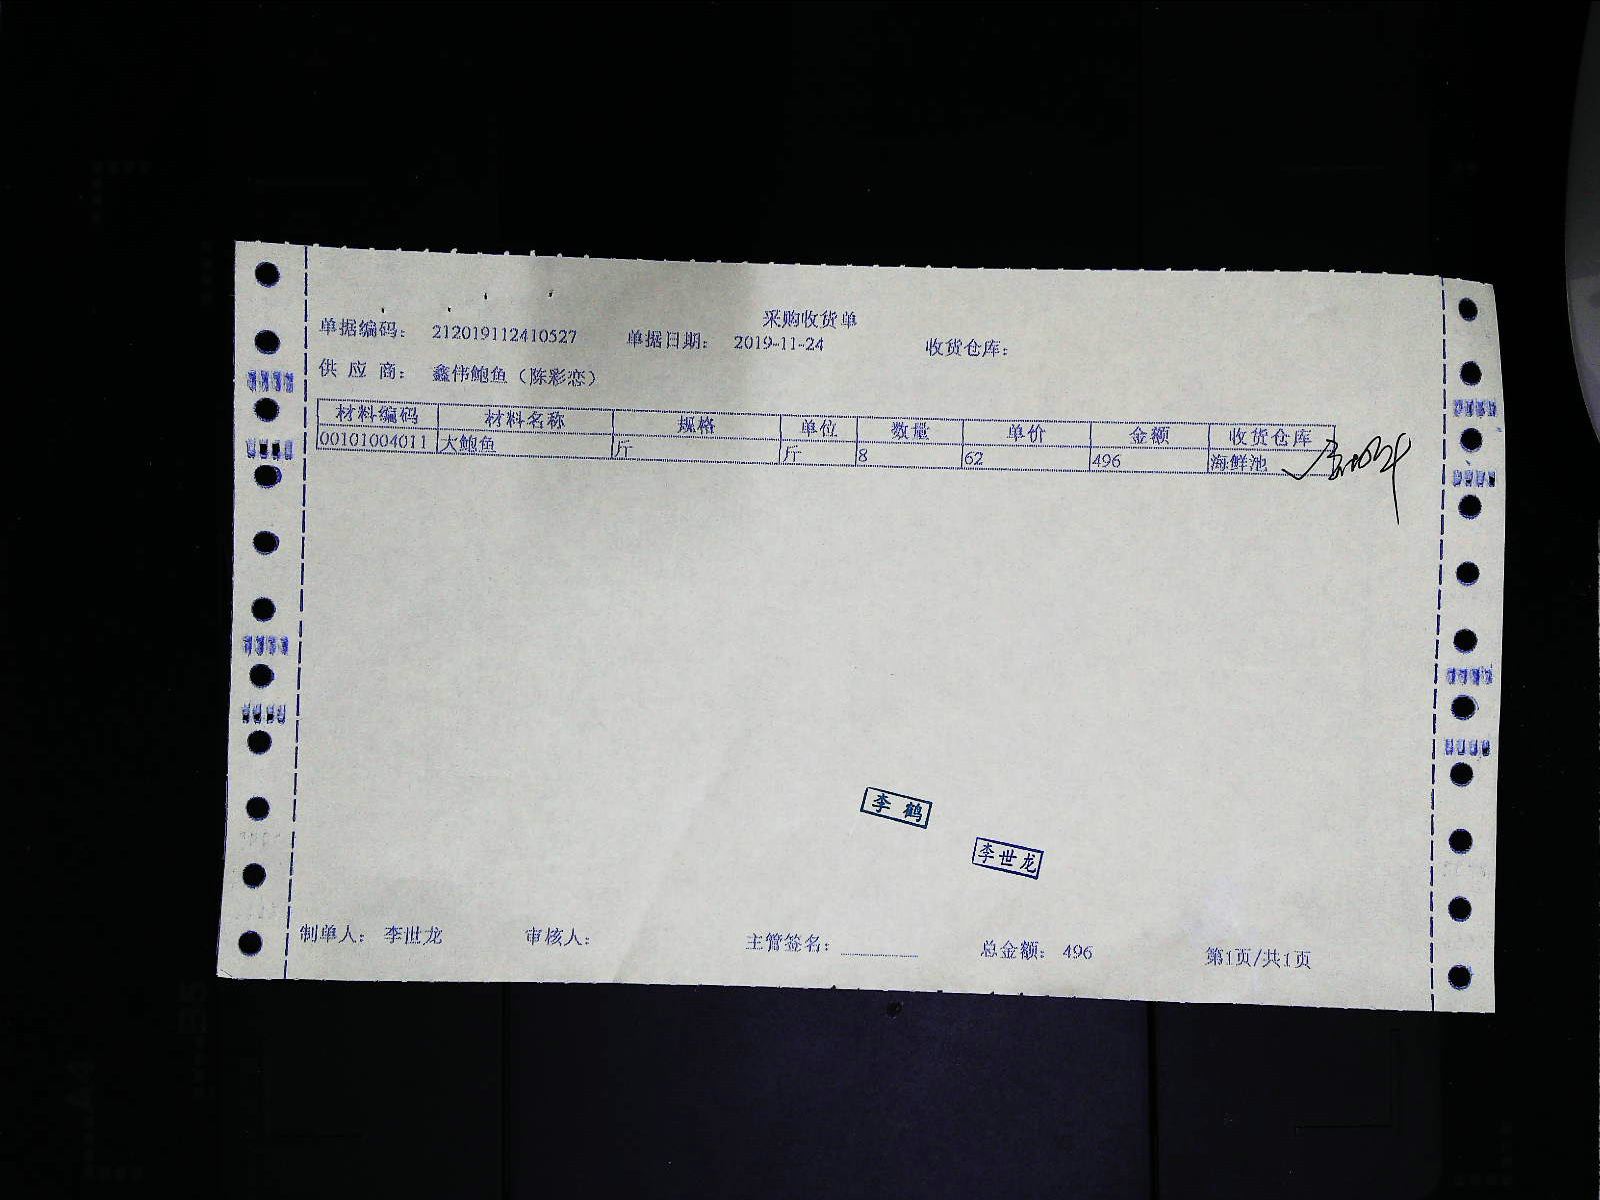 采购收货单
单据编码： 212019112410527 单据日期： 2019-11-24 收货仓库：
供 应 商： 鑫伟鲍鱼（陈彩恋）
材料编码 材料名称 规格 单位 数量 单价 金额 收货仓库
00101004011 大鲍鱼 斤 斤 8 62 496 海鲜池
李鹤
李世龙
制单人： 李世龙 审核人： 主管签名： 总金额： 496 第1页/共1页